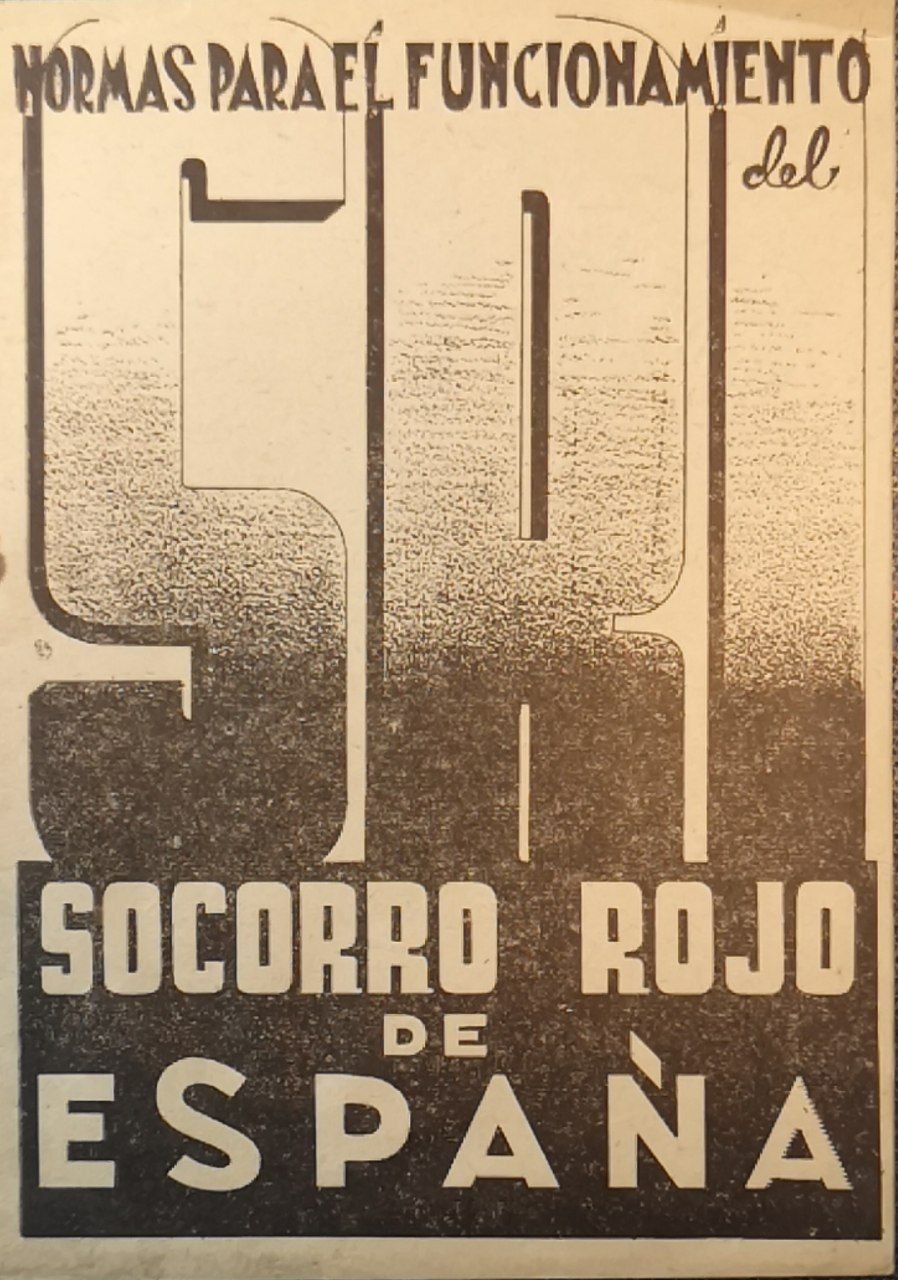 NORMAS PARA EL FUNCIONAMIENTO
del
SRI
SOCORRO ROJO
DE
ESPAÑA